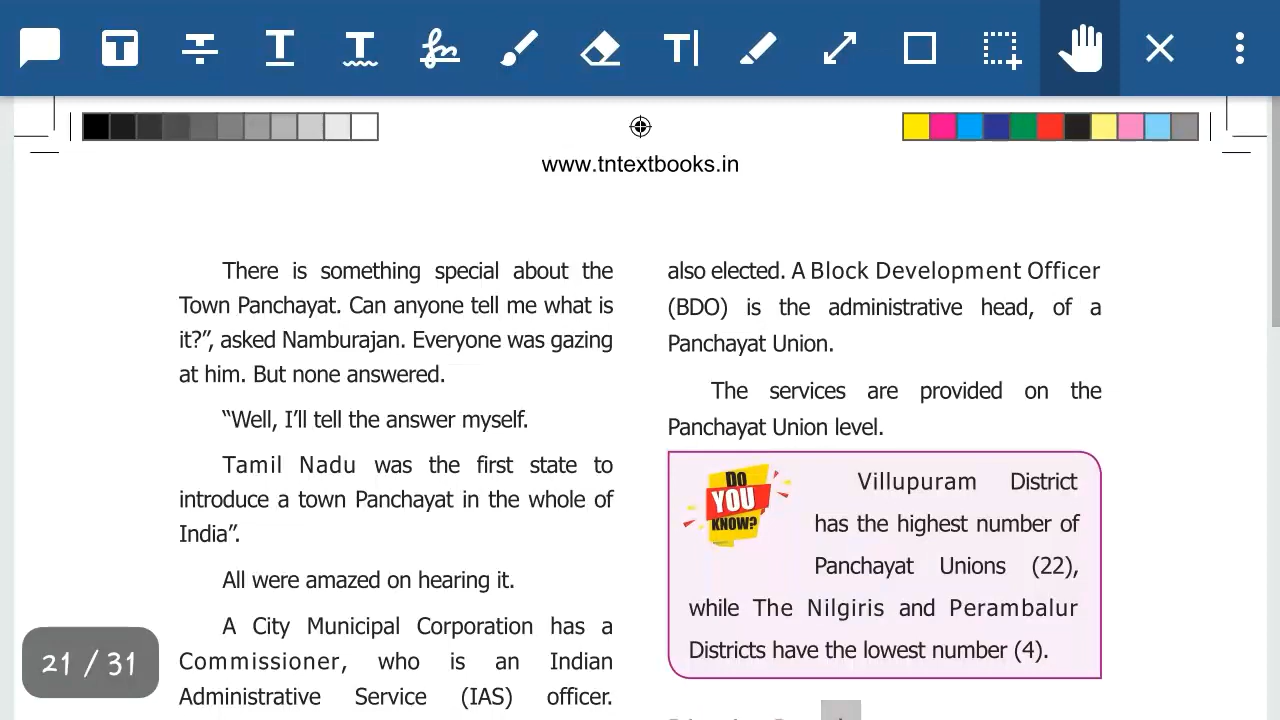 www.tntextbooks.in
There is something special about the
Town Panchayat. Can anyone tell me what is
it?”, asked Namburajan. Everyone was gazing
at him. But none answered.
“Well, I’ll tell the answer myself.
Tamil Nadu was the first state to
introduce a town Panchayat in the whole of
India”.
All were amazed on hearing it.
A City Municipal Corporation has a
Commissioner, who is an Indian
Administrative Service (IAS) officer.
also elected. A Block Development Officer
(BDO) is the administrative head, of a
Panchayat Union.
The services are provided on the
Panchayat Union level.
DO
YOU
KNOW?
Villupuram District
has the highest number of
Panchayat Unions (22),
while The Nilgiris and Perambalur
Districts have the lowest number (4).
21 / 31